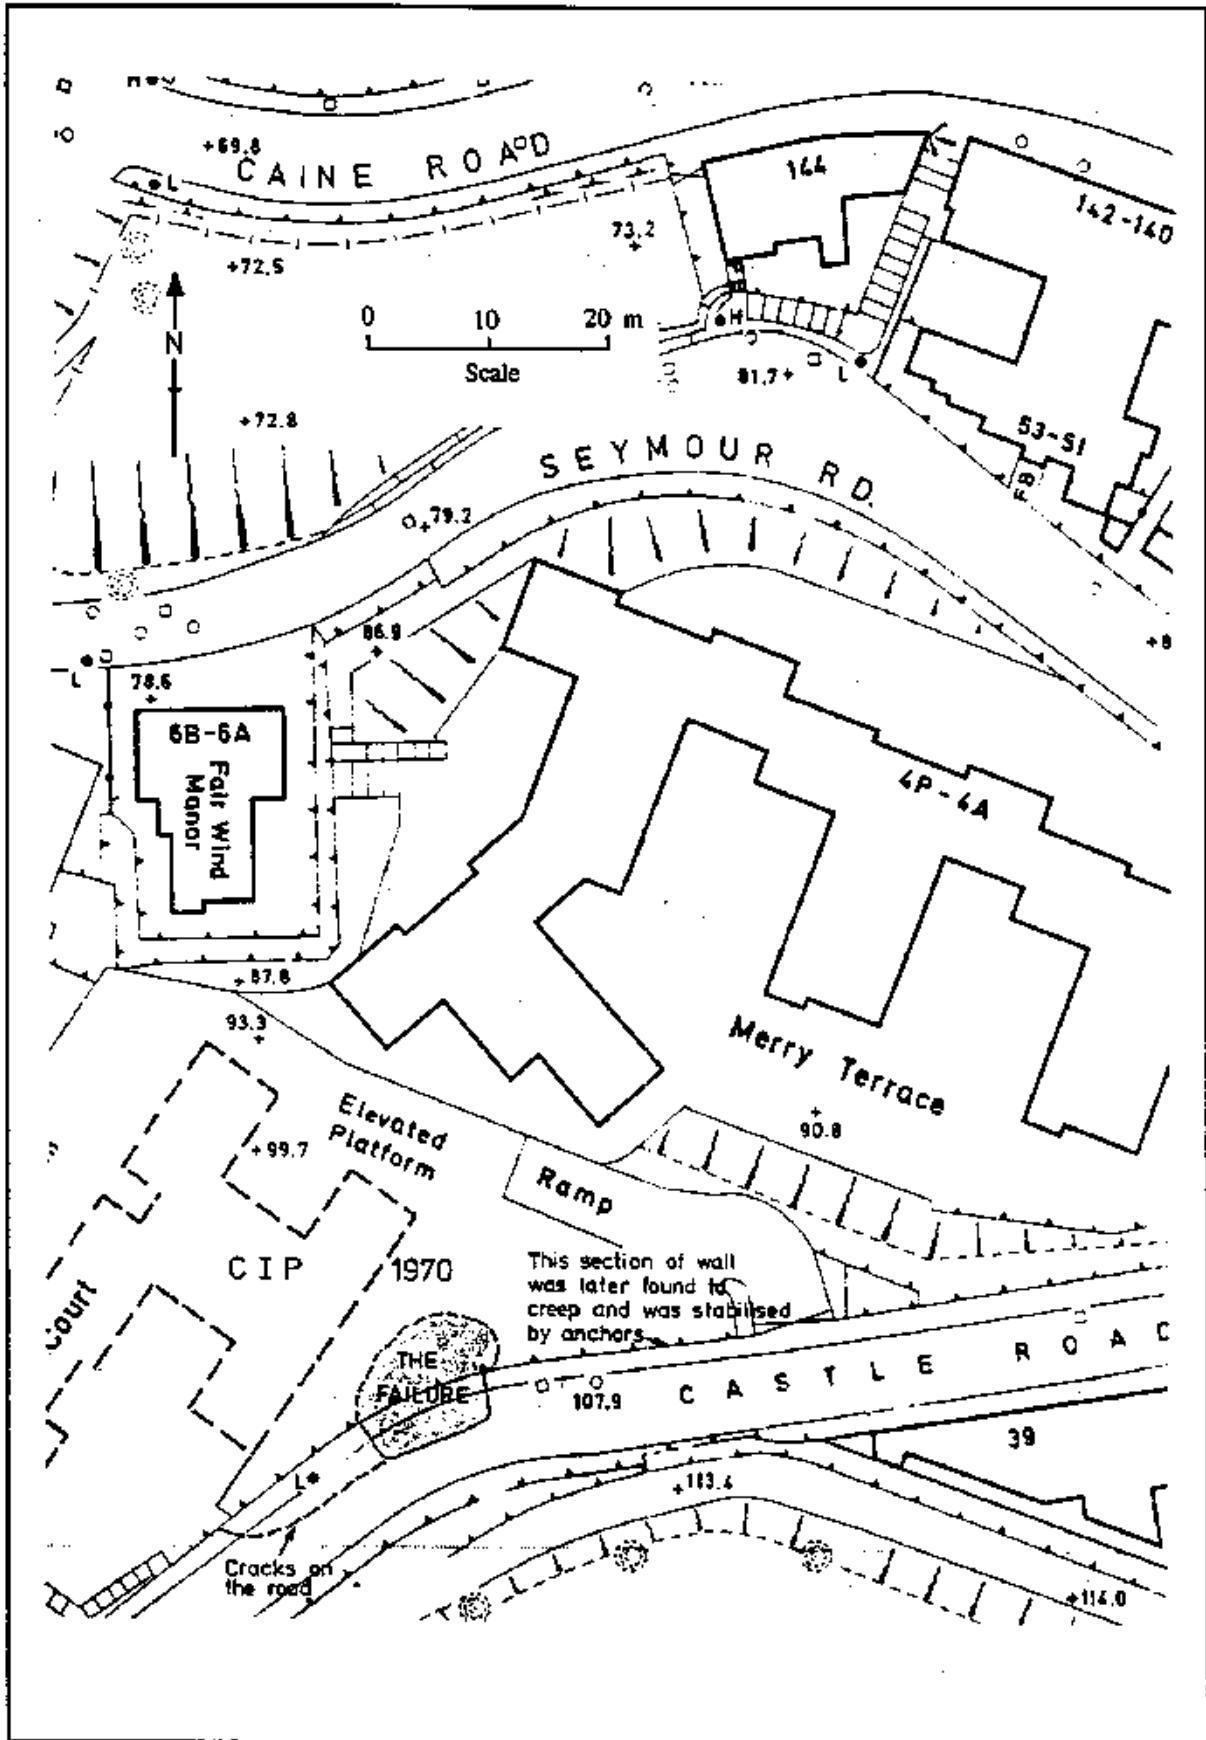 H
+69.8
CAINE ROAD
L
144
142-140
73.2
+72.5
N
0 10 20 m
Scale
H
81.7+
L
+72.8
53-51
FB
SEYMOUR RD.
+79.2
86.9
L
78.6
6B-6A
Fair Wind
Manor
4P-4A
+87.8
93.3
Merry Terrace
90.8
Elevated
Platform
+99.7
Ramp
CIP 1970
Court
This section of wall
was later found to
creep and was stabilised
by anchors
THE
FAILURE
107.9
CASTLE ROAD
39
L
+113.4
Cracks on
the road
+114.0